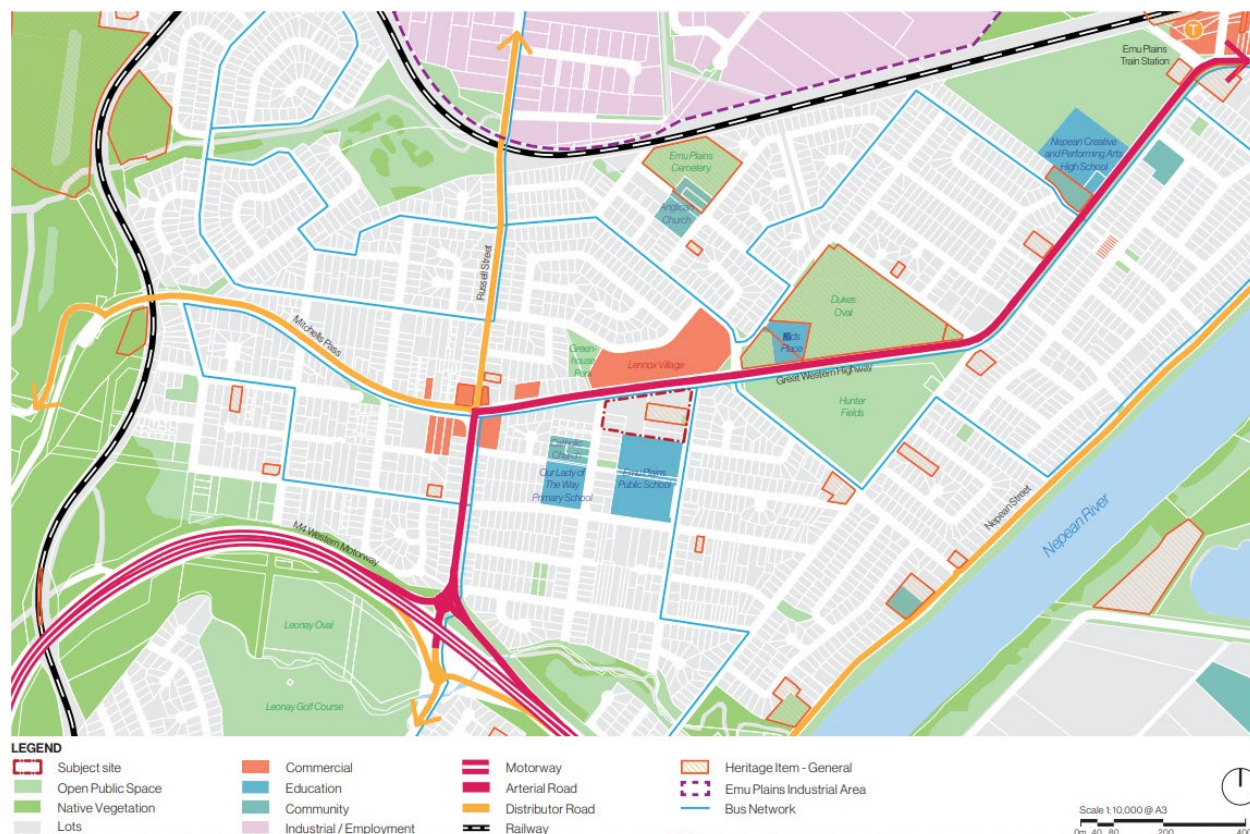 Emu Plains
Train Station
T
Nepean Creative
and Performing Arts
High School
Emu Plains
Cemetery
Anglican
Church
Russell Street
Dukes
Oval
Mitchells Pass
Kids
Place
Green-
house
Park
Lennox Village
Great Western Highway
Hunter
Fields
Catholic
Church
Our Lady of
The Way
Primary School
Emu Plains
Public School
Nepean Street
Nepean River
M4 Western Motorway
Leonay Oval
Leonay Golf Course
LEGEND
Subject site
Open Public Space
Native Vegetation
Lots
Commercial
Education
Community
Industrial / Employment
Motorway
Arterial Road
Distributor Road
Railway
Heritage Item - General
Emu Plains Industrial Area
Bus Network
Scale 1:10,000 @ A3
0m 40 80 200 400